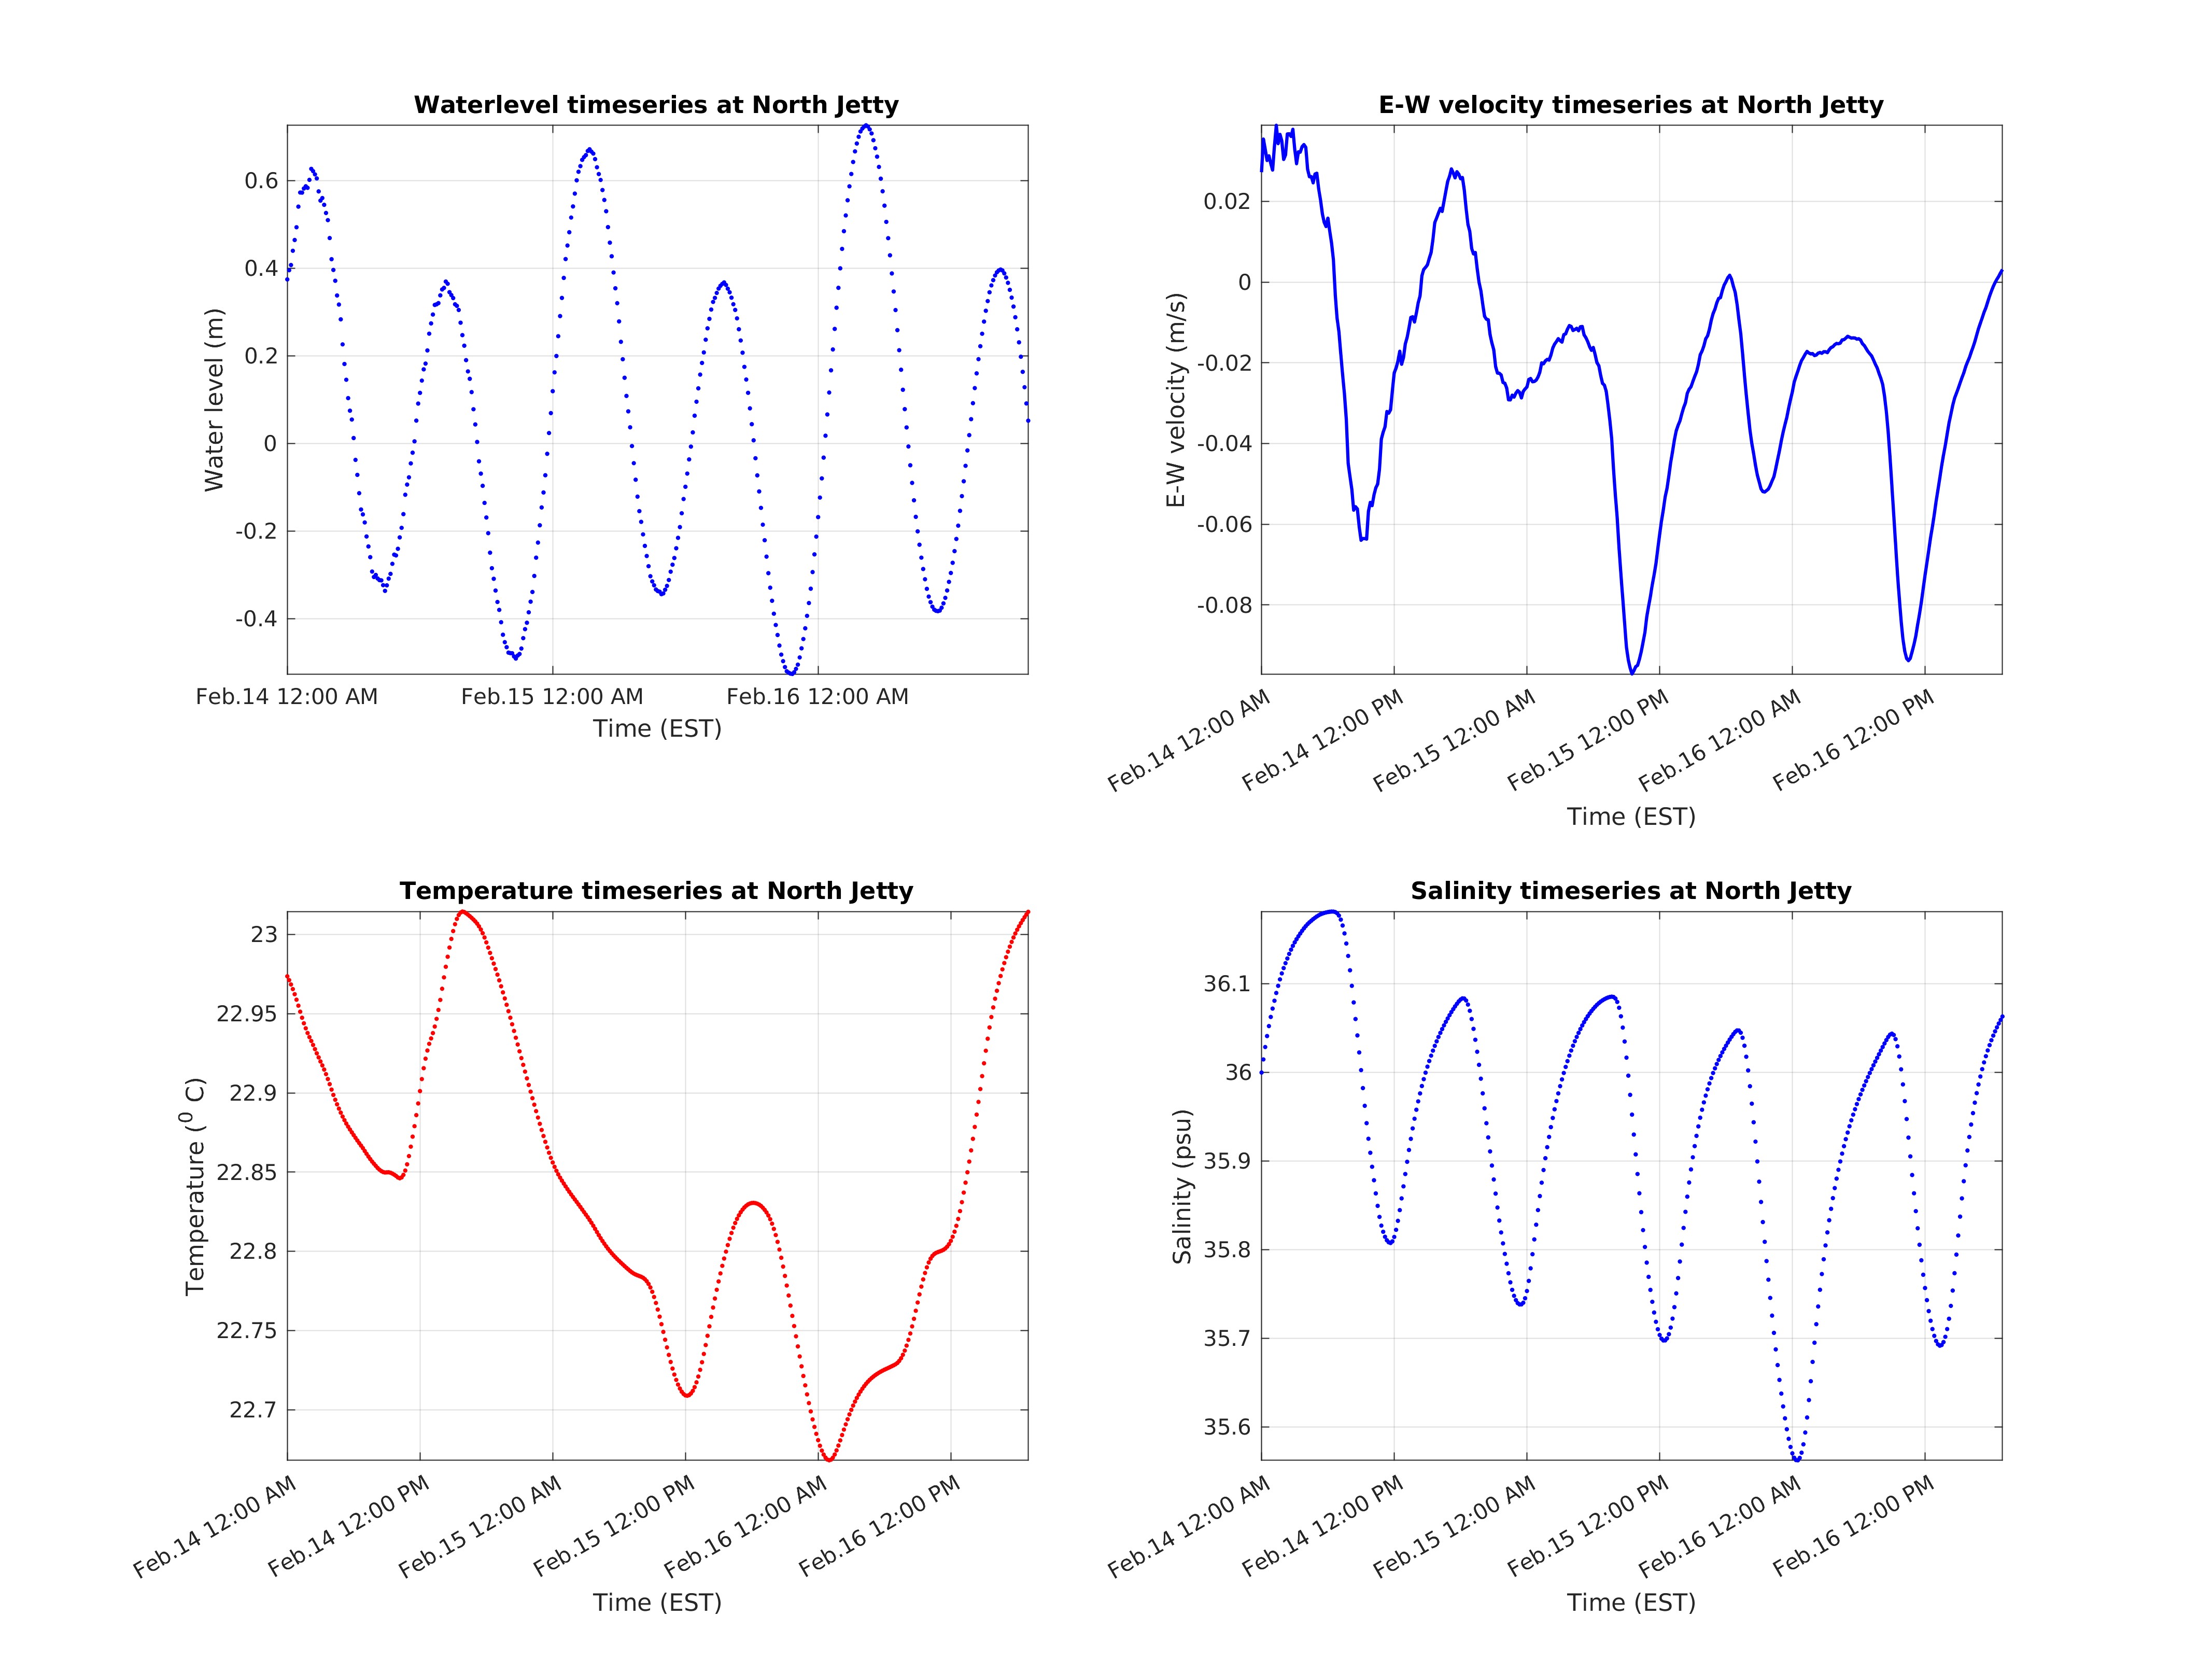 Waterlevel timeseries at North Jetty
0.6
0.4
0.2
0
-0.2
-0.4
Water level (m)
Feb.14 12:00 AM
Feb.15 12:00 AM
Feb.16 12:00 AM
Time (EST)
E-W velocity timeseries at North Jetty
0.02
0
-0.02
-0.04
-0.06
-0.08
E-W velocity (m/s)
Feb.14 12:00 AM
Feb.14 12:00 PM
Feb.15 12:00 AM
Feb.15 12:00 PM
Feb.16 12:00 AM
Feb.16 12:00 PM
Time (EST)
Temperature timeseries at North Jetty
23
22.95
22.9
22.85
22.8
22.75
22.7
Temperature (⁰ C)
Feb.14 12:00 AM
Feb.14 12:00 PM
Feb.15 12:00 AM
Feb.15 12:00 PM
Feb.16 12:00 AM
Feb.16 12:00 PM
Time (EST)
Salinity timeseries at North Jetty
36.1
36
35.9
35.8
35.7
35.6
Salinity (psu)
Feb.14 12:00 AM
Feb.14 12:00 PM
Feb.15 12:00 AM
Feb.15 12:00 PM
Feb.16 12:00 AM
Feb.16 12:00 PM
Time (EST)